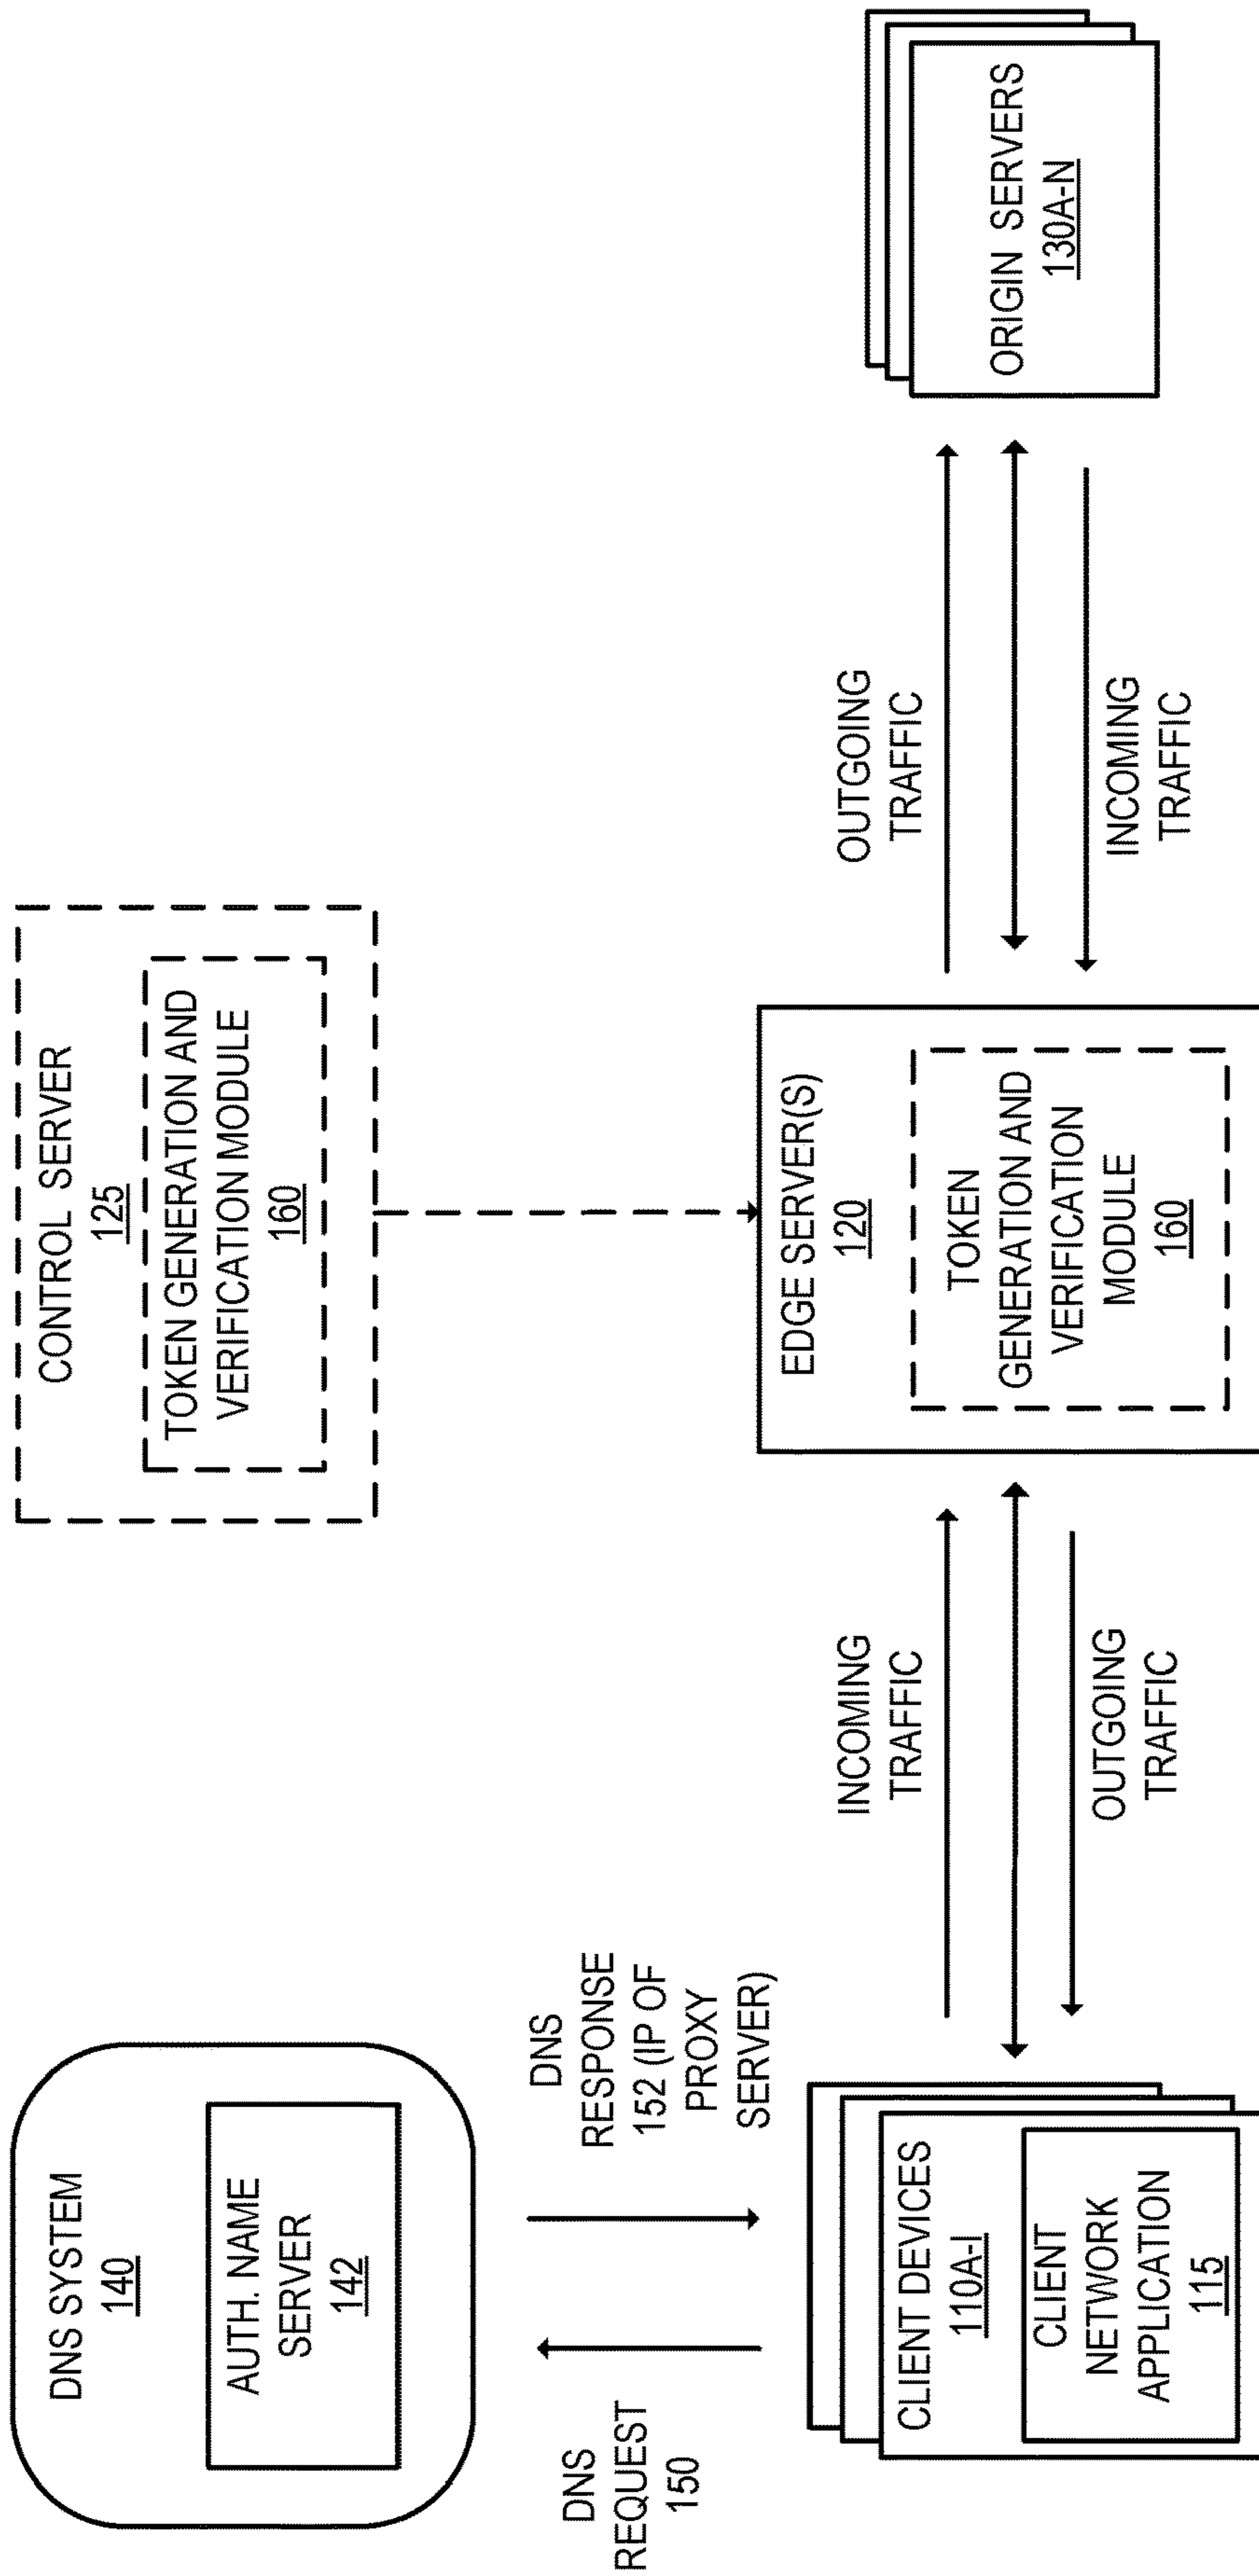 DNS SYSTEM
140
AUTH. NAME
SERVER
142
CONTROL SERVER
125
TOKEN GENERATION AND
VERIFICATION MODULE
160
DNS
REQUEST
150
DNS
RESPONSE
152 (IP OF
PROXY
SERVER)
CLIENT DEVICES
110A-I
CLIENT
NETWORK
APPLICATION
115
INCOMING
TRAFFIC
OUTGOING
TRAFFIC
EDGE SERVER(S)
120
TOKEN
GENERATION AND
VERIFICATION
MODULE
160
OUTGOING
TRAFFIC
INCOMING
TRAFFIC
ORIGIN SERVERS
130A-N